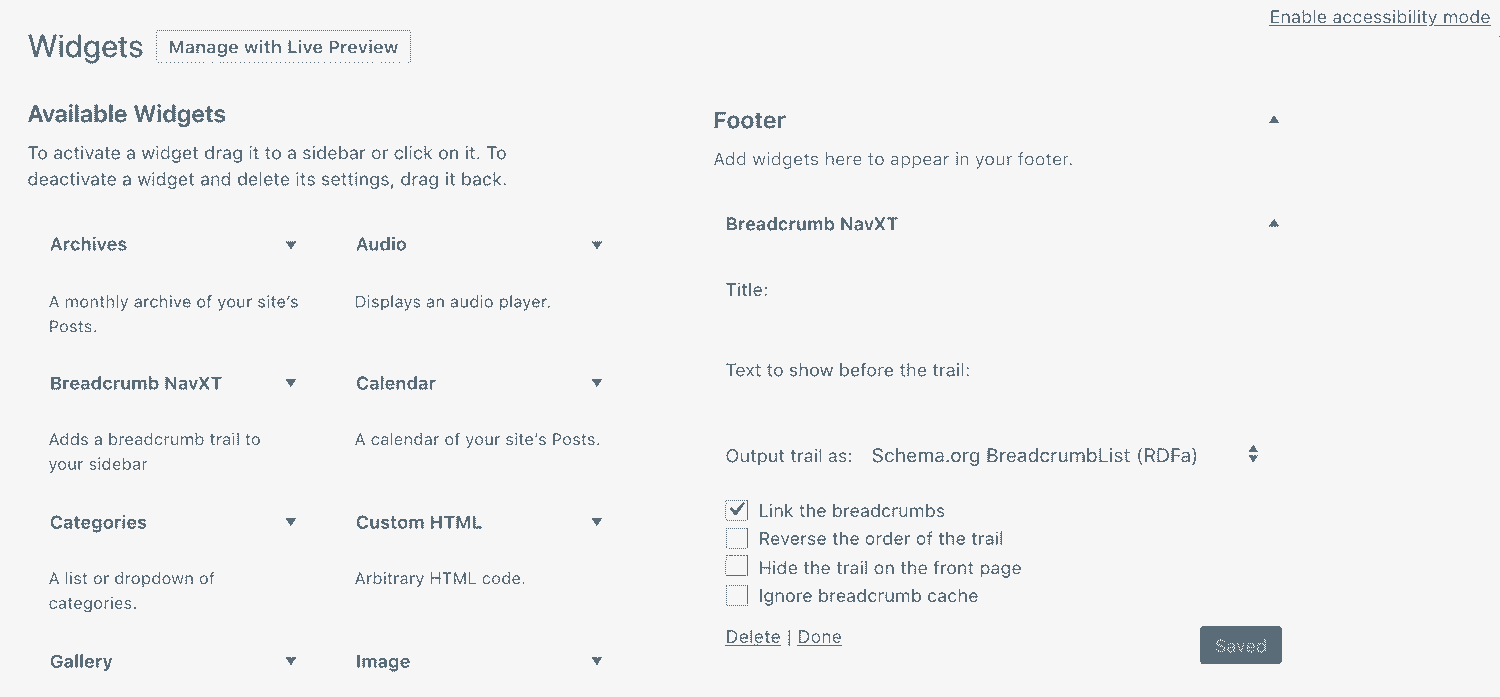 Enable accessibility mode
Widgets Manage with Live Preview
Available Widgets
To activate a widget drag it to a sidebar or click on it. To
deactivate a widget and delete its settings, drag it back.
Archives
A monthly archive of your site's
Posts.
Audio
Displays an audio player.
Breadcrumb NavXT
Adds a breadcrumb trail to
your sidebar
Calendar
A calendar of your site's Posts.
Categories
A list or dropdown of
categories.
Custom HTML
Arbitrary HTML code.
Gallery
Image
Footer
Add widgets here to appear in your footer.
Breadcrumb NavXT
Title:
Text to show before the trail:
Output trail as: Schema.org BreadcrumbList (RDFa)
Link the breadcrumbs
Reverse the order of the trail
Hide the trail on the front page
Ignore breadcrumb cache
Delete | Done
Saved